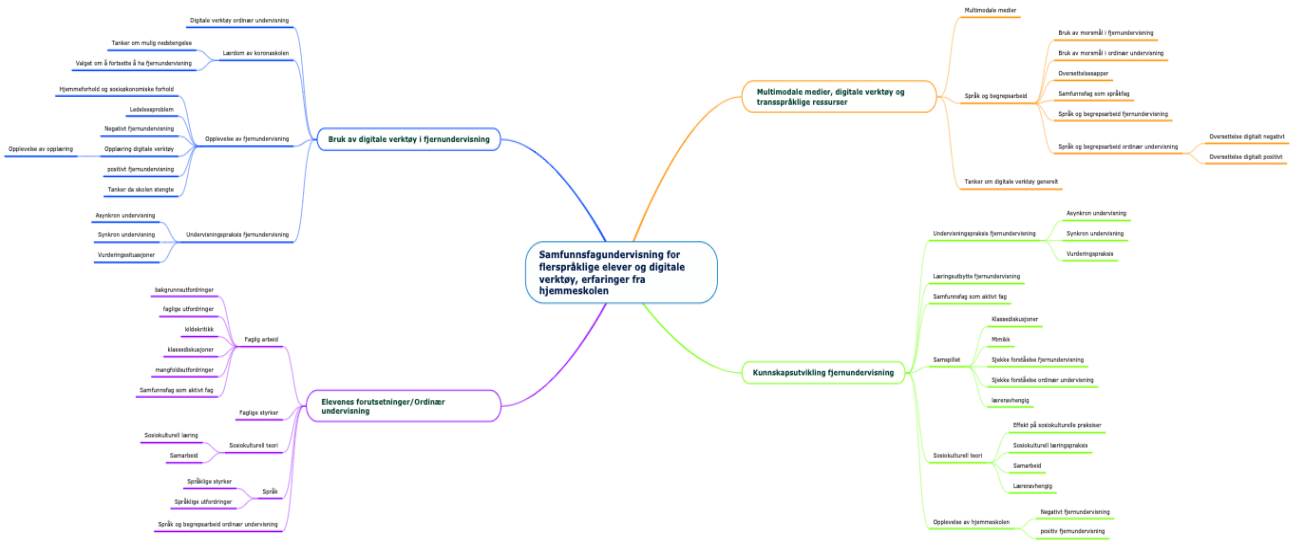 Samfunnsfagundervisning for
flerspråklige elever og digitale
verktøy, erfaringer fra
hjemmeskolen
Bruk av digitale verktøy i fjernundervisning
Digitale verktøy ordinær undervisning
Lærdom av koronaskolen
Tanker om mulig nedstengelse
Valget om å fortsette å ha fjernundervisning
Opplevelse av fjernundervisning
Hjemmeforhold og sosioøkonomiske forhold
Ledelsesproblem
Negativt fjernundervisning
Opplæring digitale verktøy
Opplevelse av opplæring
positivt fjernundervisning
Tanker da skolen stengte
Undervisningspraksis fjernundervisning
Asynkron undervisning
Synkron undervisning
Vurderingssituasjoner
Multimodale medier, digitale verktøy og
transspråklige ressurser
Multimodale medier
Språk og begrepsarbeid
Bruk av morsmål i fjernundervisning
Bruk av morsmål i ordinær undervisning
Oversettelsesapper
Samfunnsfag som språkfag
Språk og begrepsarbeid fjernundervisning
Språk og begrepsarbeid ordinær undervisning
Oversettelse digitalt negativt
Oversettelse digitalt positivt
Tanker om digitale verktøy generelt
Elevenes forutsetninger/Ordinær
undervisning
Faglig arbeid
bakgrunnsutfordringer
faglige utfordringer
kildekritikk
klassediskusjoner
mangfoldsutfordringer
Samfunnsfag som aktivt fag
Faglige styrker
Sosiokulturell teori
Sosiokulturell læring
Samarbeid
Språk
Språklige styrker
Språklige utfordringer
Språk og begrepsarbeid ordinær undervisning
Kunnskapsutvikling fjernundervisning
Undervisningspraksis fjernundervisning
Asynkron undervisning
Synkron undervisning
Vurderingspraksis
Læringsutbytte fjernundervisning
Samfunnsfag som aktivt fag
Samspillet
Klassediskusjoner
Mimikk
Sjekke forståelse fjernundervisning
Sjekke forståelse ordinær undervisning
læreravhengig
Sosiokulturell teori
Effekt på sosiokulturelle praksiser
Sosiokulturell læringspraksis
Samarbeid
Læreravhengig
Opplevelse av hjemmeskolen
Negativt fjernundervisning
positiv fjernundervisning